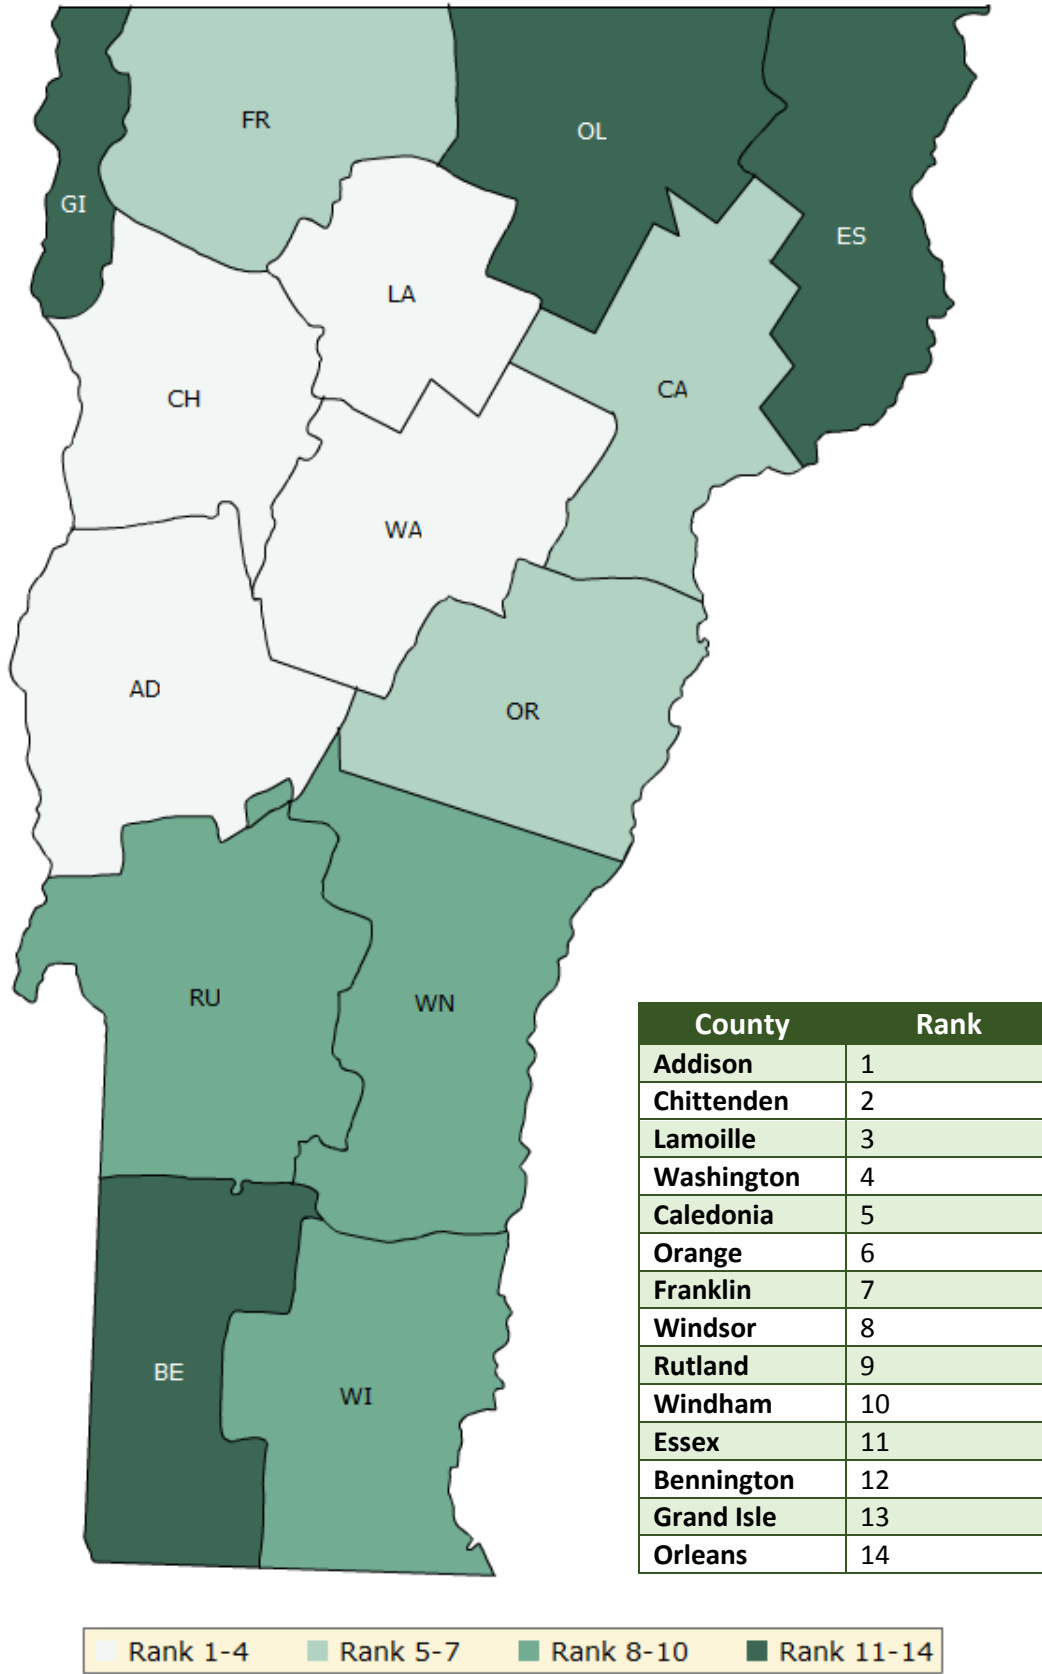 FR
OL
GI
ES
LA
CA
CH
WA
AD
OR
RU
WN
BE
WI
County Rank
Addison 1
Chittenden 2
Lamoille 3
Washington 4
Caledonia 5
Orange 6
Franklin 7
Windsor 8
Rutland 9
Windham 10
Essex 11
Bennington 12
Grand Isle 13
Orleans 14
Rank 1-4 Rank 5-7 Rank 8-10 Rank 11-14